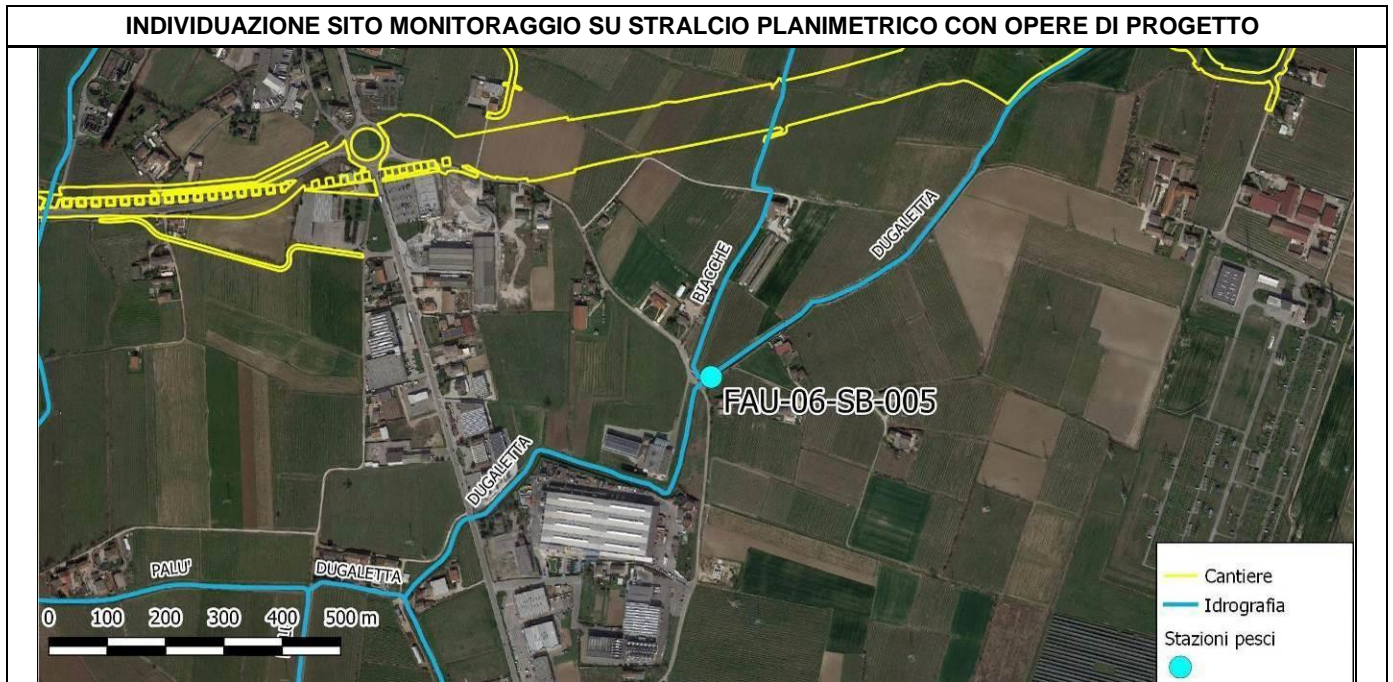 INDIVIDUAZIONE SITO MONITORAGGIO SU STRALCIO PLANIMETRICO CON OPERE DI PROGETTO
DUGALETTA
BIACCHE
FAU-06-SB-005
DUGALETTA
PALU'
DUGALETTA
0 100 200 300 400 500 m
Cantiere
Idrografia
Stazioni pesci